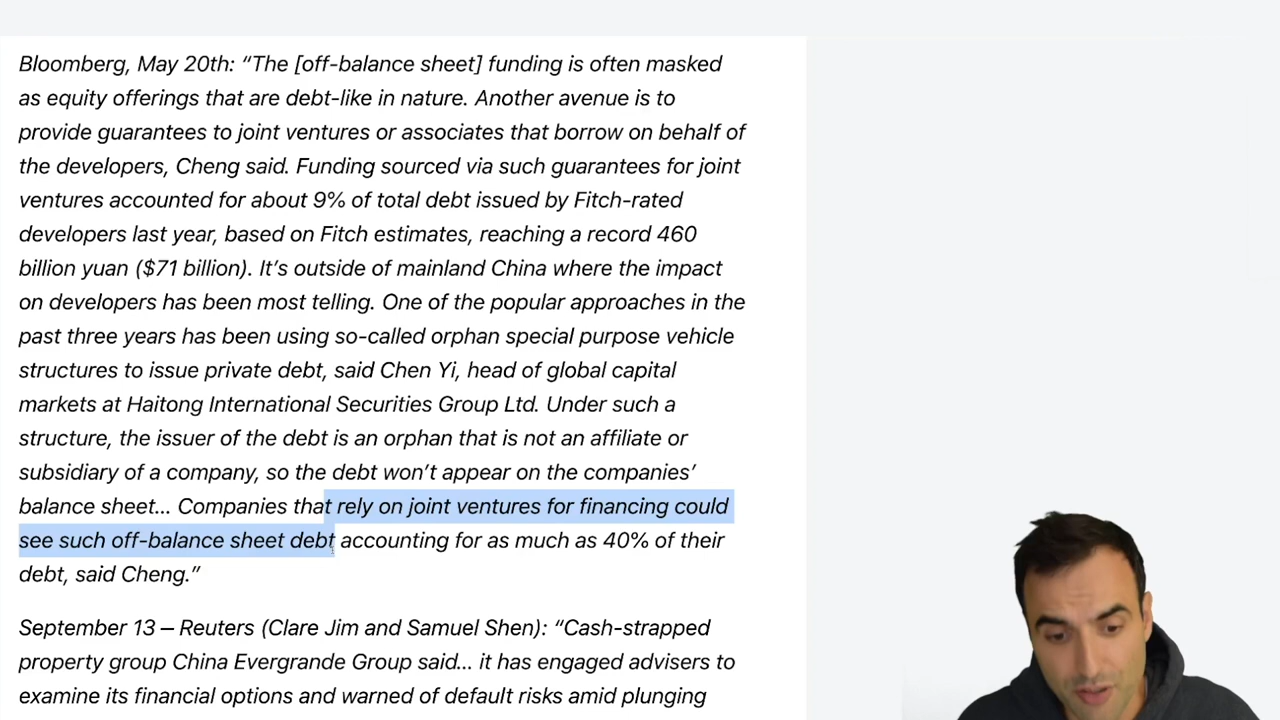 Bloomberg, May 20th: “The [off-balance sheet] funding is often masked
as equity offerings that are debt-like in nature. Another avenue is to
provide guarantees to joint ventures or associates that borrow on behalf of
the developers, Cheng said. Funding sourced via such guarantees for joint
ventures accounted for about 9% of total debt issued by Fitch-rated
developers last year, based on Fitch estimates, reaching a record 460
billion yuan ($71 billion). It’s outside of mainland China where the impact
on developers has been most telling. One of the popular approaches in the
past three years has been using so-called orphan special purpose vehicle
structures to issue private debt, said Chen Yi, head of global capital
markets at Haitong International Securities Group Ltd. Under such a
structure, the issuer of the debt is an orphan that is not an affiliate or
subsidiary of a company, so the debt won’t appear on the companies’
balance sheet... Companies that rely on joint ventures for financing could
see such off-balance sheet debt accounting for as much as 40% of their
debt, said Cheng.”
September 13 – Reuters (Clare Jim and Samuel Shen): “Cash-strapped
property group China Evergrande Group said... it has engaged advisers to
examine its financial options and warned of default risks amid plunging